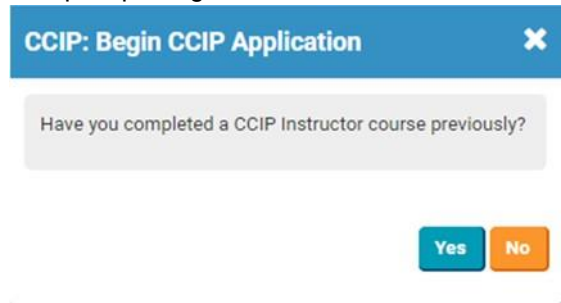 CCIP: Begin CCIP Application
Have you completed a CCIP Instructor course previously?
Yes No